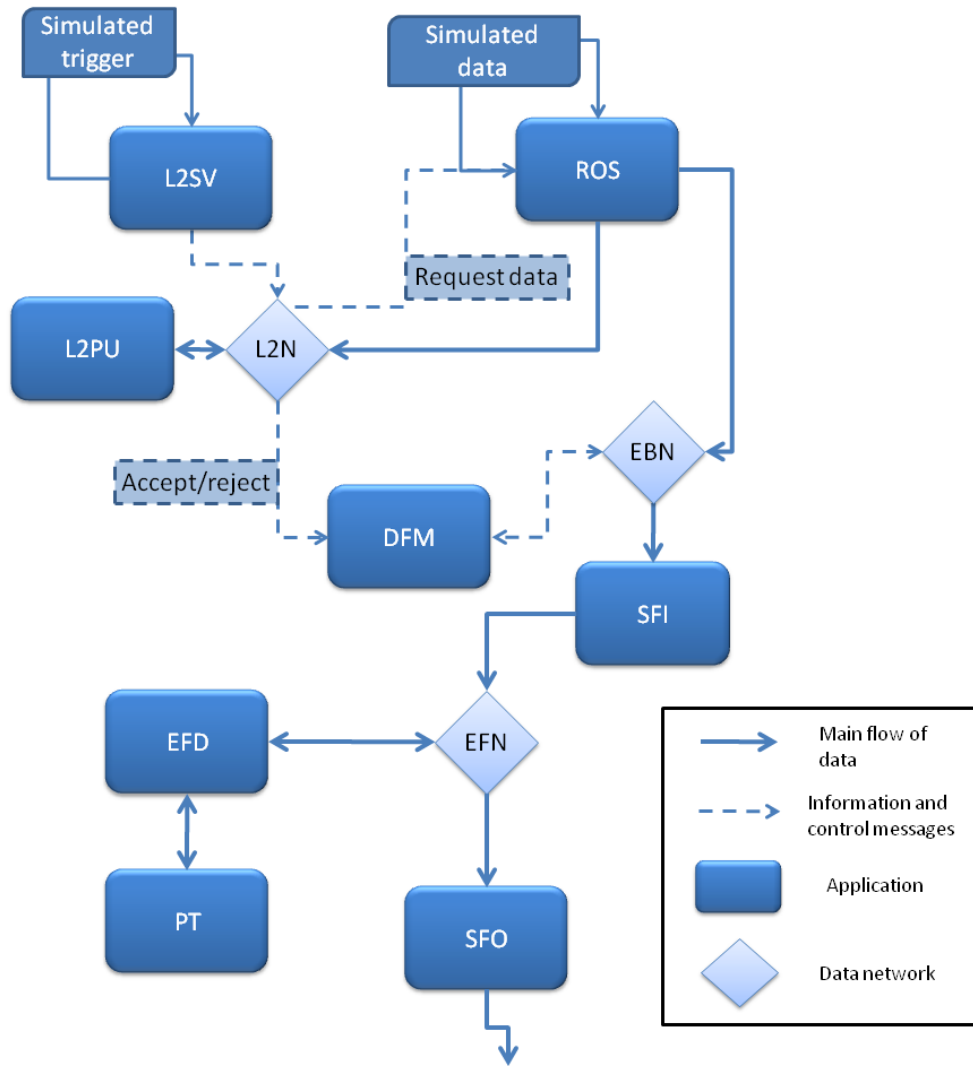 Simulated
trigger
Simulated
data
L2SV
ROS
Request data
L2PU
L2N
EBN
Accept/reject
DFM
SFI
EFD
EFN
PT
SFO
Main flow of
data
Information and
control messages
Application
Data network